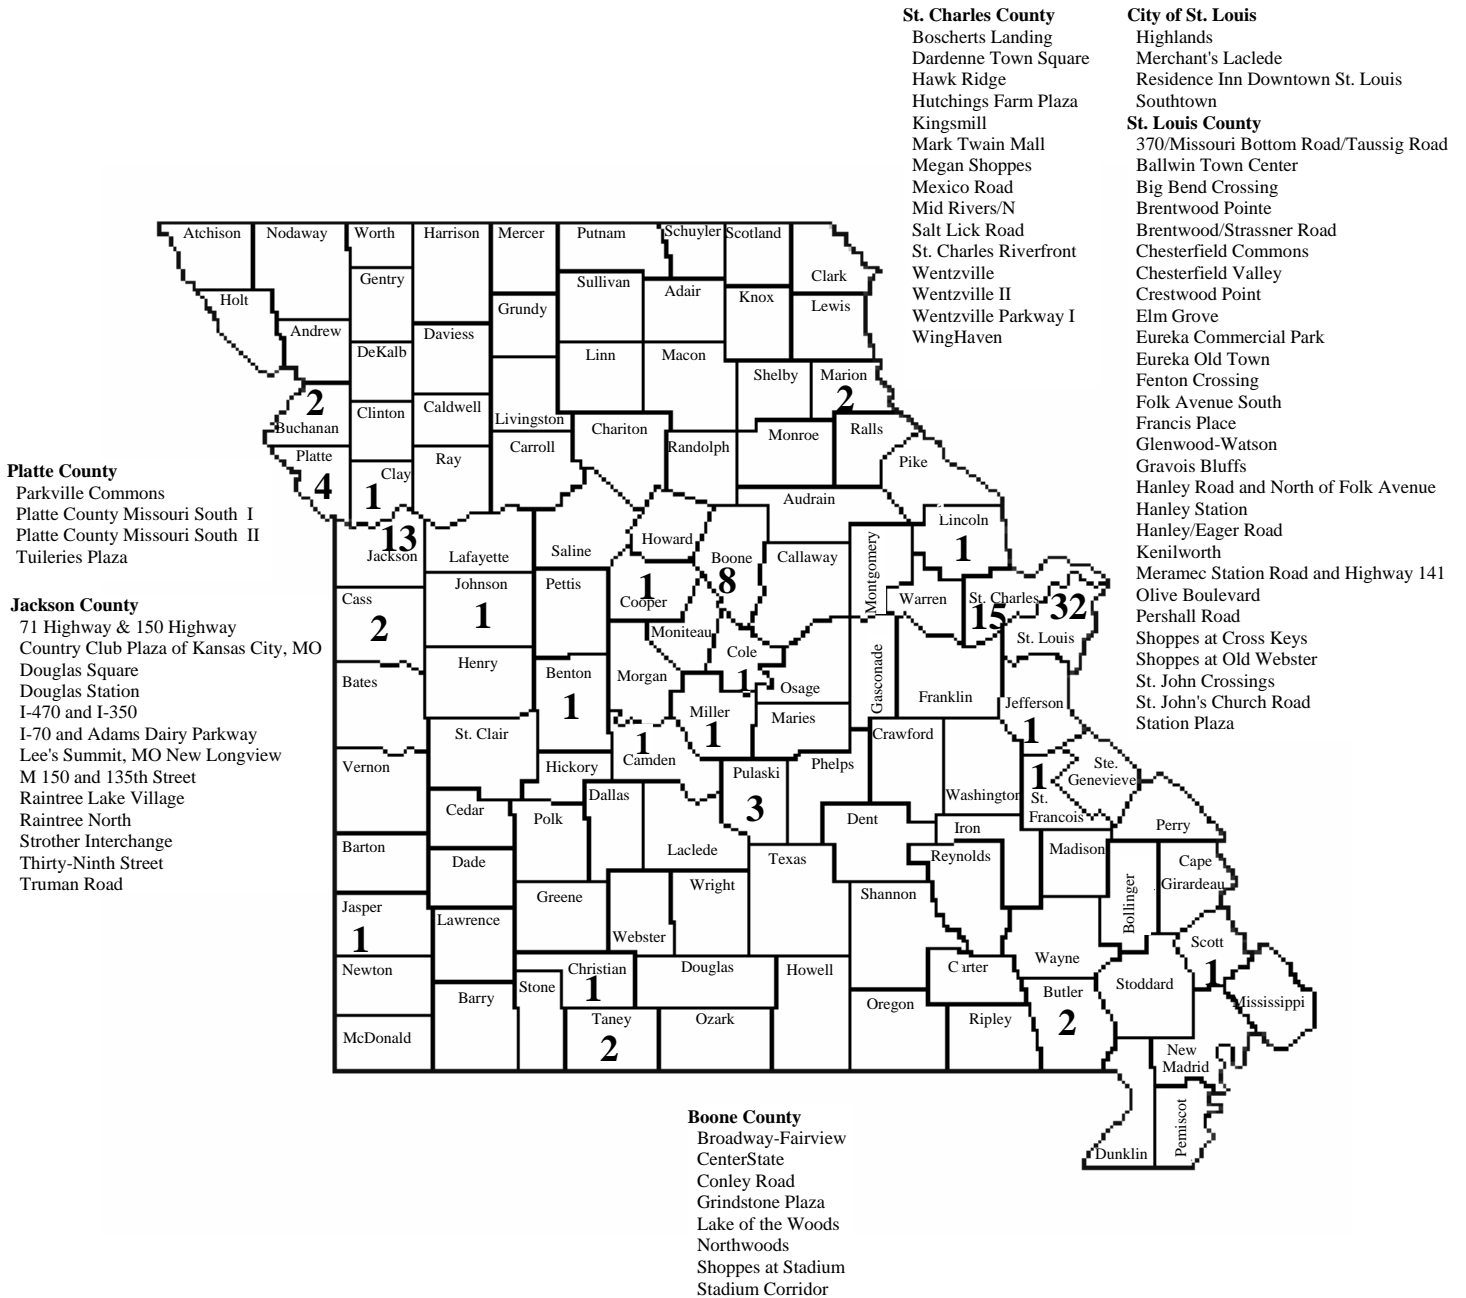 St. Charles County
Boscherts Landing
Dardenne Town Square
Hawk Ridge
Hutchings Farm Plaza
Kingsmill
Mark Twain Mall
Megan Shoppes
Mexico Road
Mid Rivers/N
Salt Lick Road
St. Charles Riverfront
Wentzville
Wentzville II
Wentzville Parkway I
WingHaven
City of St. Louis
Highlands
Merchant's Laclede
Residence Inn Downtown St. Louis
Southtown
St. Louis County
370/Missouri Bottom Road/Taussig Road
Ballwin Town Center
Big Bend Crossing
Brentwood Pointe
Brentwood/Strassner Road
Chesterfield Commons
Chesterfield Valley
Crestwood Point
Elm Grove
Eureka Commercial Park
Eureka Old Town
Fenton Crossing
Folk Avenue South
Francis Place
Glenwood-Watson
Gravois Bluffs
Hanley Road and North of Folk Avenue
Hanley Station
Hanley/Eager Road
Kenilworth
Meramec Station Road and Highway 141
Olive Boulevard
Pershall Road
Shoppes at Cross Keys
Shoppes at Old Webster
St. John Crossings
St. John's Church Road
Station Plaza
Platte County
Parkville Commons
Platte County Missouri South I
Platte County Missouri South II
Tuileries Plaza
Jackson County
71 Highway & 150 Highway
Country Club Plaza of Kansas City, MO
Douglas Square
Douglas Station
I-470 and I-350
I-70 and Adams Dairy Parkway
Lee's Summit, MO New Longview
M 150 and 135th Street
Raintree Lake Village
Raintree North
Strother Interchange
Thirty-Ninth Street
Truman Road
Atchison
Nodaway
Worth
Harrison
Mercer
Putnam
Schuyler
Scotland
Clark
Gentry
Sullivan
Adair
Knox
Lewis
Holt
Andrew
Grundy
Daviess
DeKalb
Linn
Macon
Shelby
Marion
2
2
Buchanan
Clinton
Caldwell
Livingston
Chariton
Randolph
Monroe
Ralls
Pike
Platte
4
Clay
1
Ray
Carroll
Audrain
Lincoln
1
13
Jackson
Lafayette
Saline
Howard
Boone
8
Callaway
Montgomery
Warren
St. Charles
15
32
St. Louis
Cass
2
Johnson
1
Pettis
1
Cooper
Moniteau
Cole
1
Osage
Gasconade
Franklin
Jefferson
1
Bates
Henry
Benton
1
Morgan
Miller
1
Maries
Crawford
St. Clair
1
Camden
Vernon
Hickory
Pulaski
3
Phelps
Washington
1
St.
Francois
Ste.
Genevieve
Cedar
Polk
Dallas
Laclede
Dent
Iron
Perry
Barton
Dade
Texas
Reynolds
Madison
Cape
Girardeau
Greene
Wright
Shannon
Bollinger
Jasper
1
Lawrence
Webster
Wayne
Scott
1
Newton
Christian
1
Douglas
Howell
Carter
Stoddard
Mississippi
Barry
Stone
Oregon
Butler
2
McDonald
Taney
2
Ozark
Ripley
New
Madrid
Dunklin
Pemiscot
Boone County
Broadway-Fairview
CenterState
Conley Road
Grindstone Plaza
Lake of the Woods
Northwoods
Shoppes at Stadium
Stadium Corridor